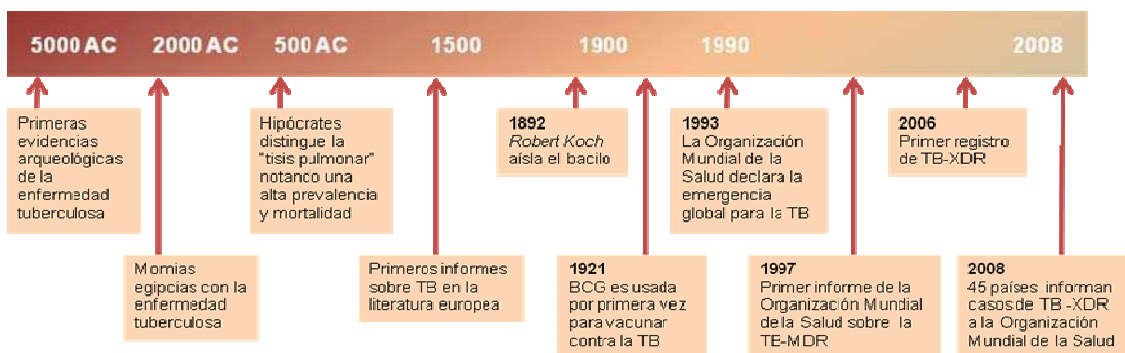 5000 AC 2000 AC 500 AC 1500 1900 1990 2008
Primeras
evidencias
arqueológicas
de la
enfermedad
tuberculosa
Momias
egipcias con la
enfermedad
tuberculosa
Hipócrates
distingue la
"tisis pulmonar"
notanco una
alta prevalencia
y mortalidad
Primeros informes
sobre TB en la
literatura europea
1892
Robert Koch
aísla el bacilo
1921
BCG es usada
por primera vez
para vacunar
contra la TB
1993
La Organización
Mundial de la
Salud declara la
emergencia
global para la TB
1997
Primer informe de la
Organización Mundial
de la Salud sobre la
TE-MDR
2006
Primer registro
de TB-XDR
2008
45 países informan
casos de TB -XDR
a la Organización
Mundial de la Salud